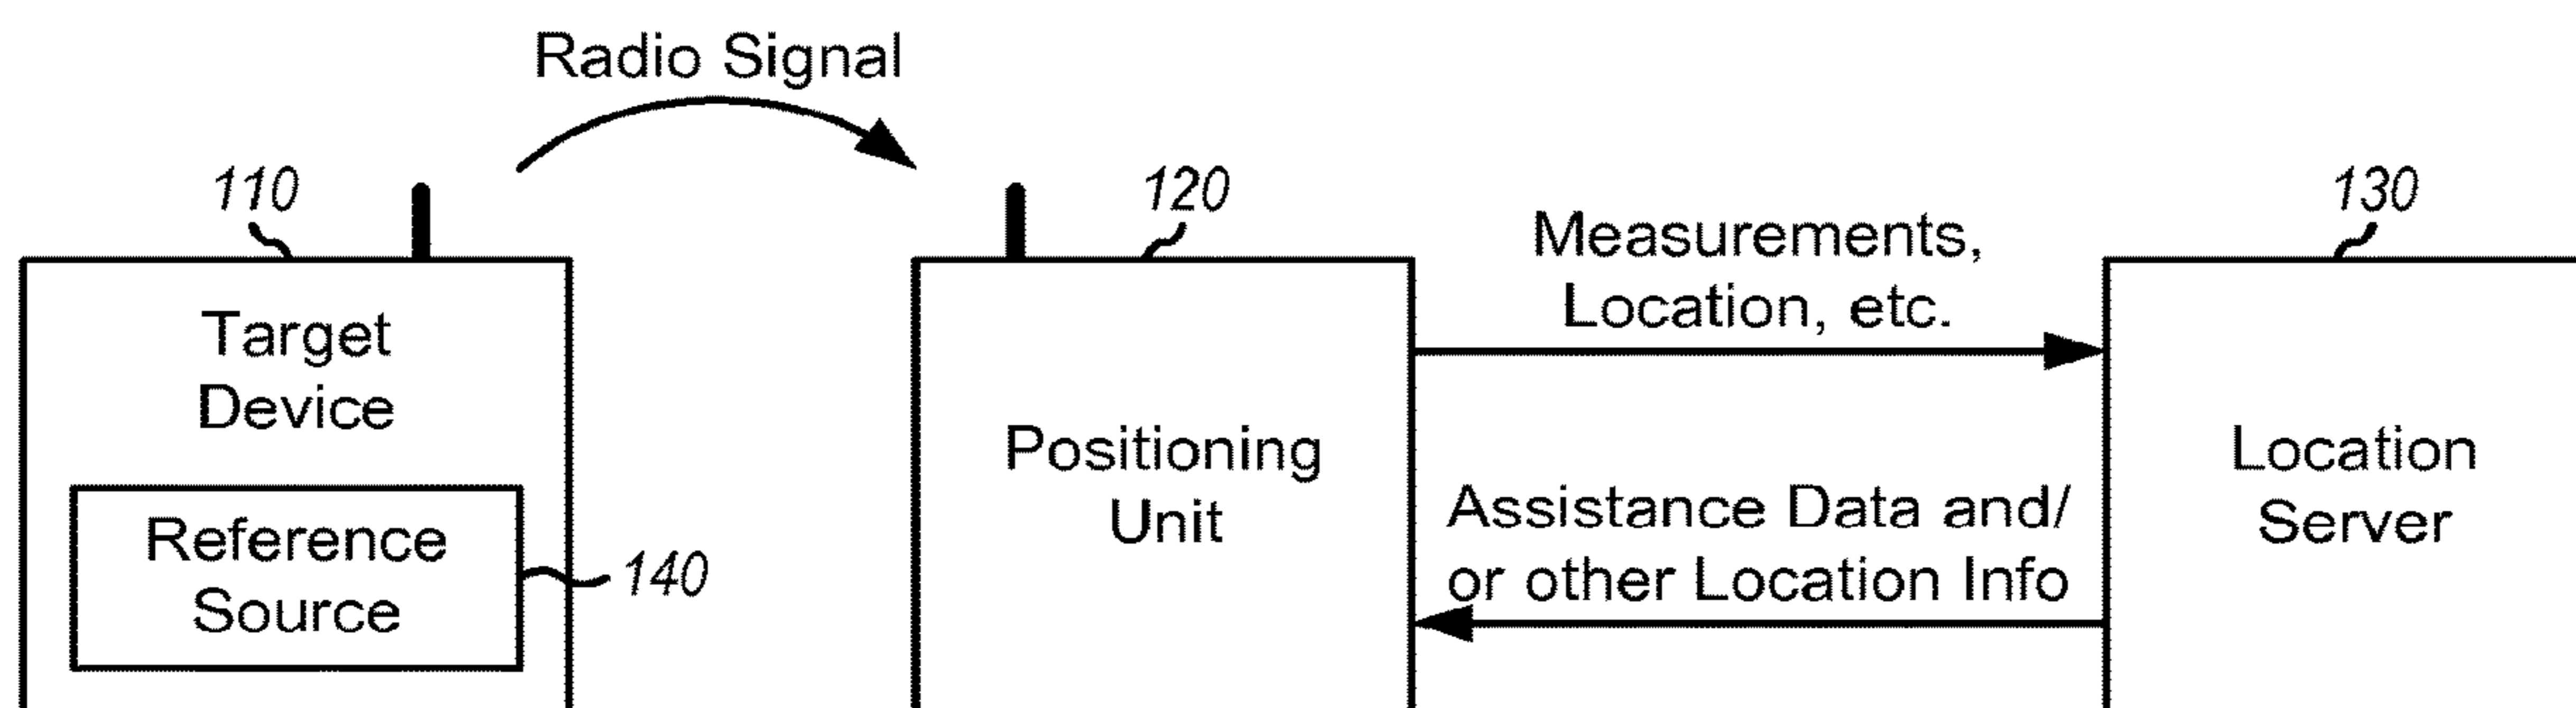 Radio Signal
110
120
130
Measurements,
Location, etc.
Target
Device
Positioning
Unit
Assistance Data and/
or other Location Info
Location
Server
Reference
Source
140